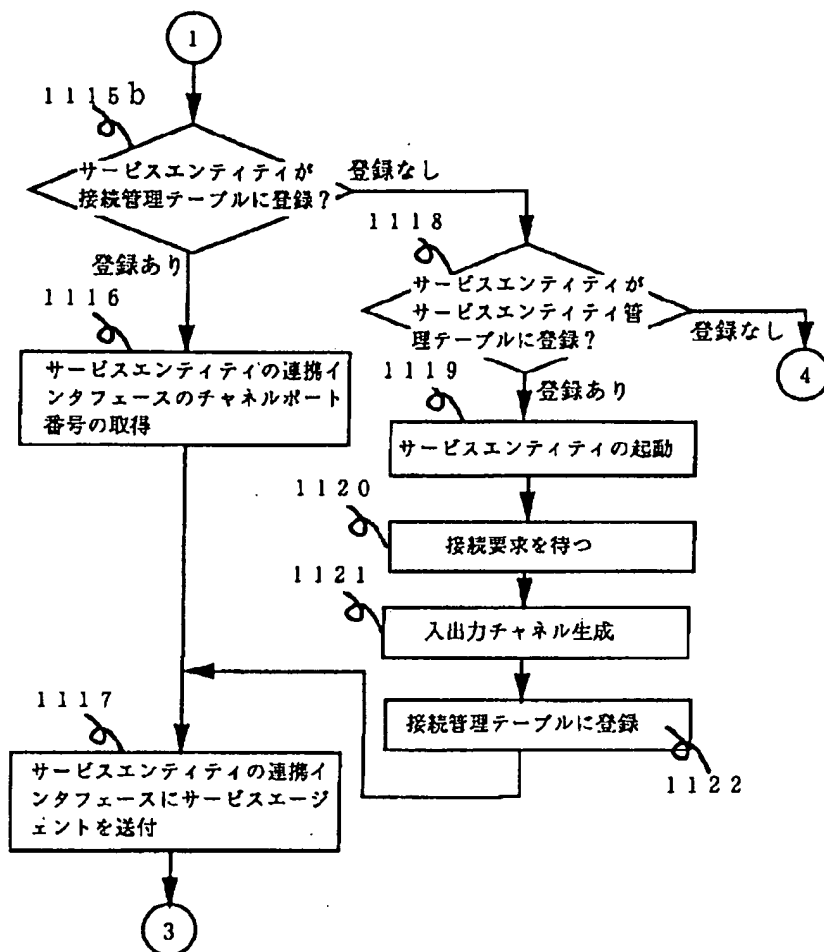 1
1115b
サービスエンティティが
接続管理テーブルに登録？
登録なし
登録あり
1116
サービスエンティティの連携イ
ンタフェースのチャネルポート
番号の取得
1118
サービスエンティティが
サービスエンティティ管
理テーブルに登録？
登録なし
4
1119
登録あり
サービスエンティティの起動
1120
接続要求を待つ
1121
入出力チャネル生成
接続管理テーブルに登録
1122
1117
サービスエンティティの連携イ
ンタフェースにサービスエージ
ェントを送付
3